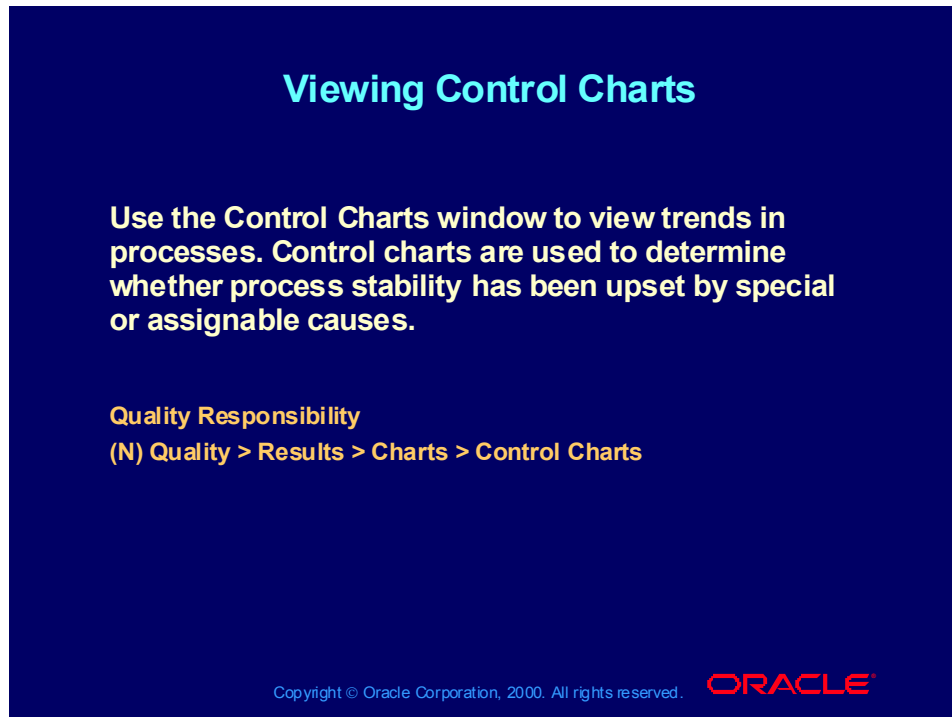 Viewing Control Charts
Use the Control Charts window to view trends in
processes. Control charts are used to determine
whether process stability has been upset by special
or assignable causes.
Quality Responsibility
(N) Quality > Results > Charts > Control Charts
Copyright © Oracle Corporation, 2000. All rights reserved.
ORACLE®